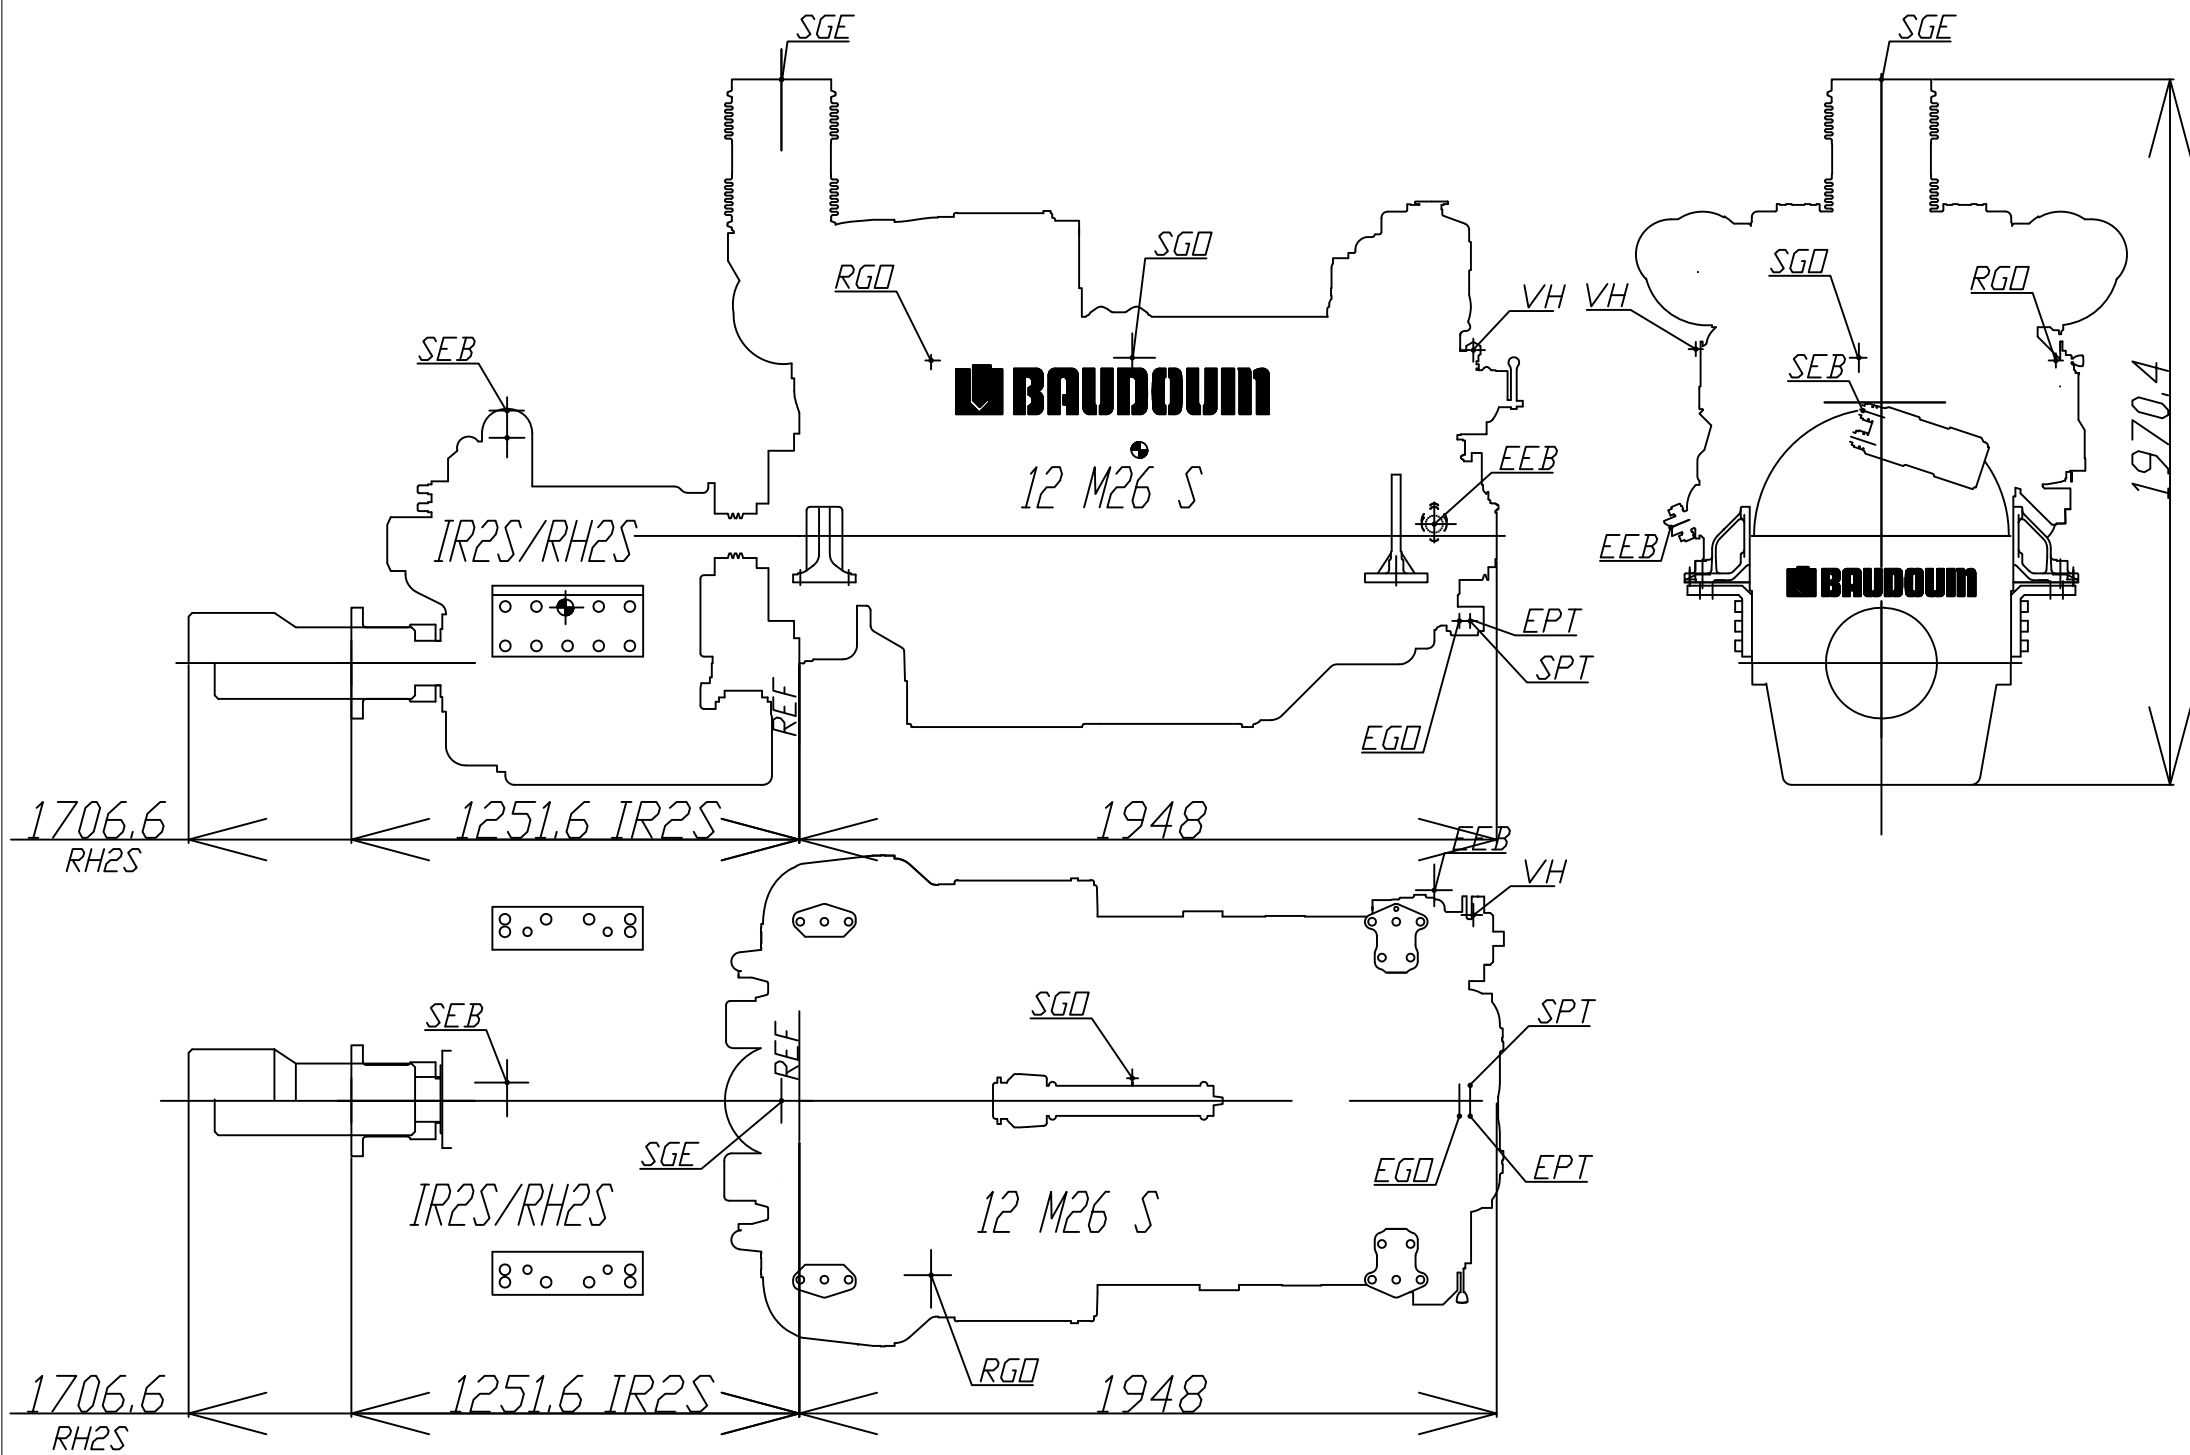 SGE
SGE
SGO
RGO
VH
VH
SGO
RGO
SEB
SEB
BAUDOUIN
12 M26 S
EEB
EEB
1970,4
IR2S/RH2S
BAUDOUIN
EPT
SPT
REF
EGO
1706,6
RH2S
1251,6 IR2S
1948
EEB
VH
SEB
SGO
SPT
REF
SGE
EGO
EPT
IR2S/RH2S
12 M26 S
RGO
1706,6
RH2S
1251,6 IR2S
1948